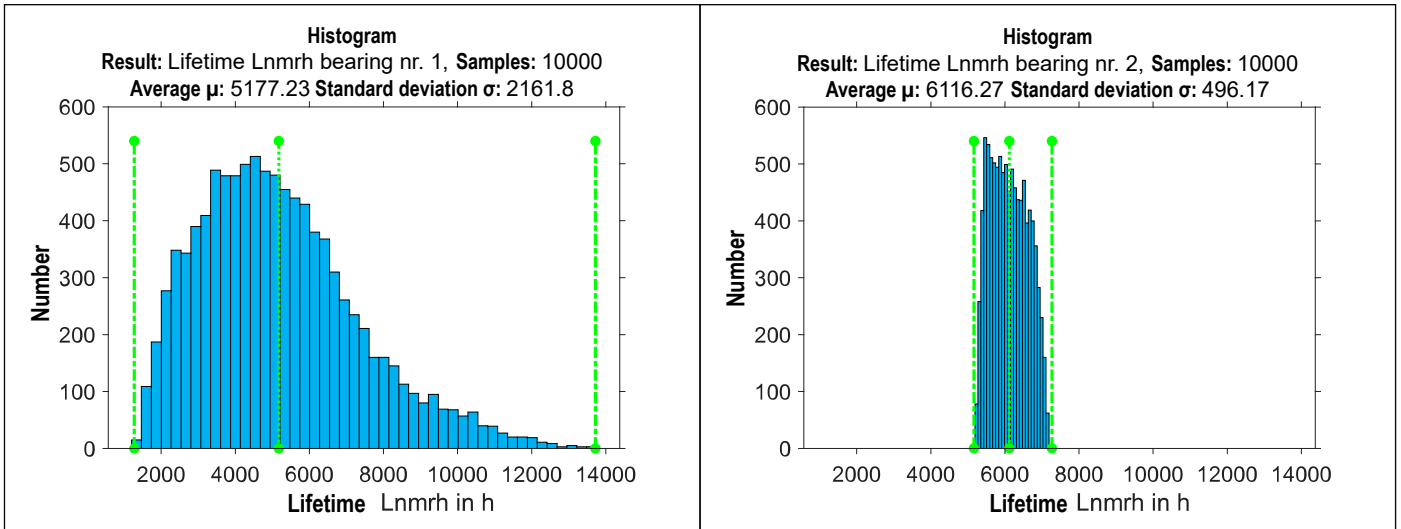 Histogram
Result: Lifetime Lnmrh bearing nr. 1, Samples: 10000
Average μ: 5177.23 Standard deviation σ: 2161.8
600
500
400
300
200
100
0
Number
2000 4000 6000 8000 10000 12000 14000
Lifetime Lnmrh in h
Histogram
Result: Lifetime Lnmrh bearing nr. 2, Samples: 10000
Average μ: 6116.27 Standard deviation σ: 496.17
600
500
400
300
200
100
0
Number
2000 4000 6000 8000 10000 12000 14000
Lifetime Lnmrh in h